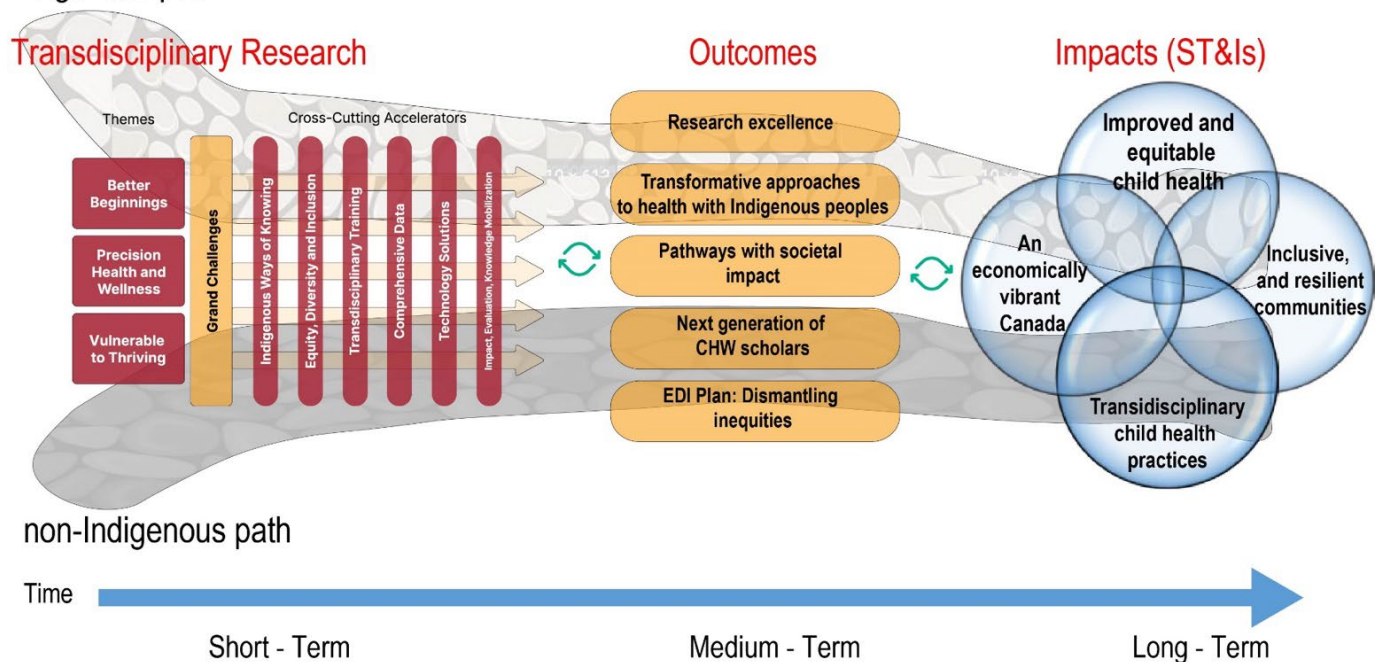 Transdisciplinary Research
Outcomes
Impacts (ST&Is)
Themes
Cross-Cutting Accelerators
Better
Beginnings
Precision
Health and
Wellness
Vulnerable
to Thriving
Grand Challenges
Indigenous Ways of Knowing
Equity, Diversity and Inclusion
Transdisciplinary Training
Comprehensive Data
Technology Solutions
Impact, Evaluation, Knowledge Mobilization
Research excellence
Transformative approaches
to health with Indigenous peoples
Pathways with societal
impact
Next generation of
CHW scholars
EDI Plan: Dismantling
inequities
Improved and
equitable
child health
An
economically
vibrant
Canada
Inclusive,
and resilient
communities
Transidisciplinary
child health
practices
non-Indigenous path
Time
Short - Term
Medium - Term
Long - Term